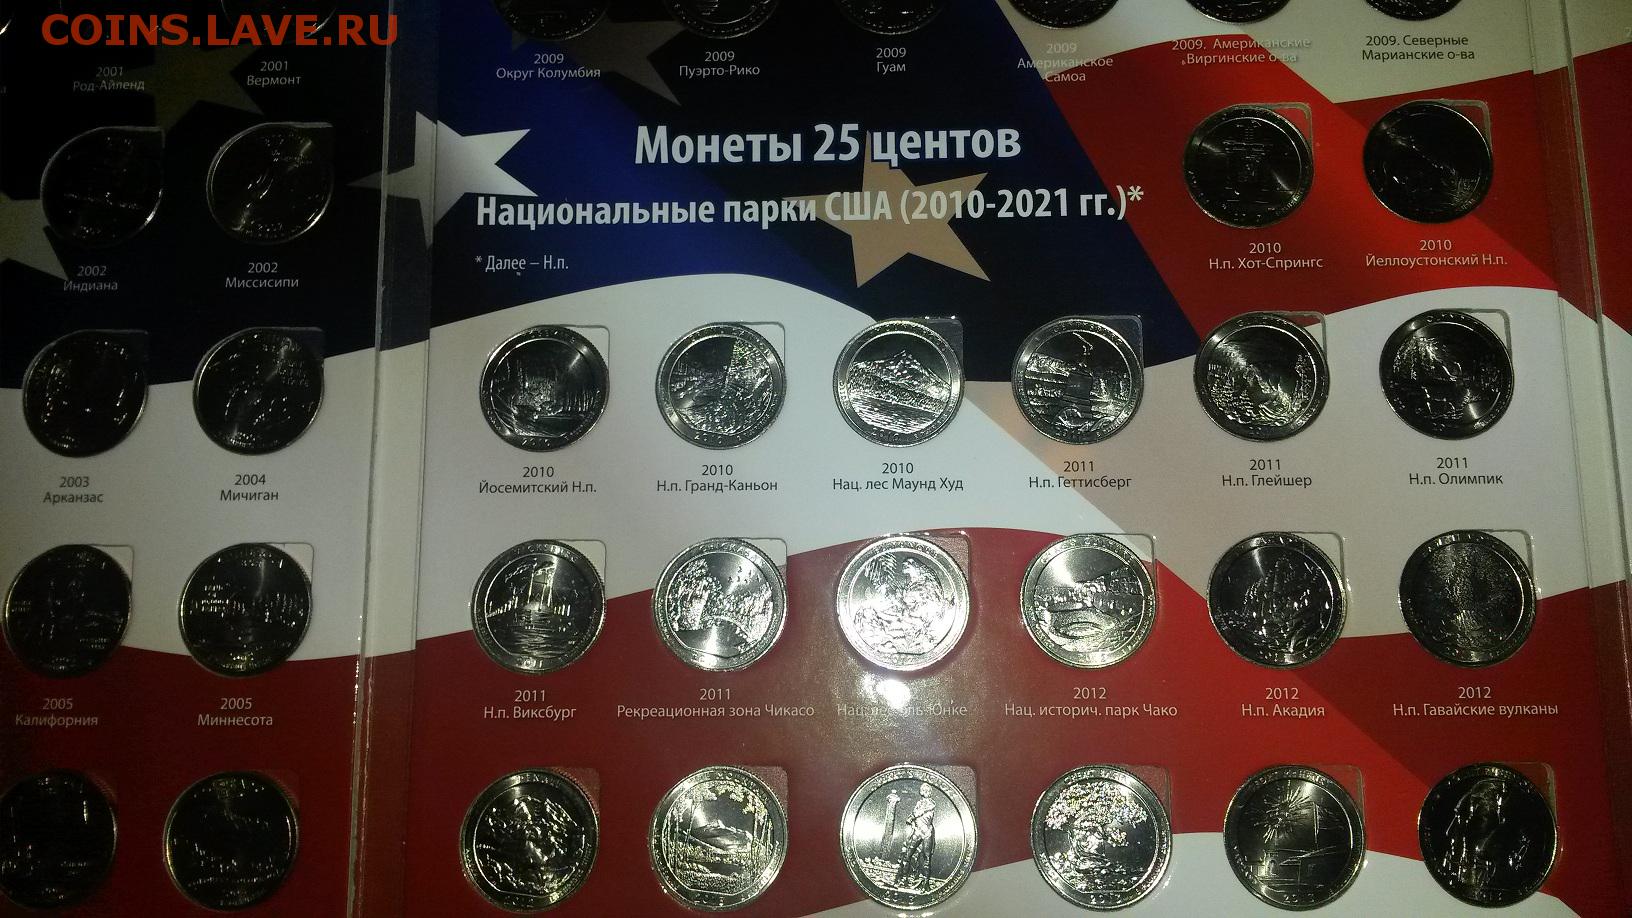 COINS.LAVE.RU
2001
Род-Айленд
2001
Вермонт
2009
Округ Колумбия
2009
Пуэрто-Рико
2009
Гуам
2009
Американское
Самоа
2009. Американские
Виргинские о-ва
2009. Северные
Марианские о-ва
Монеты 25 центов
Национальные парки США (2010-2021 гг.)*
* Далее – Н.п.
2010
Н.п. Хот-Спрингс
2010
Йеллоустонский Н.п.
2002
Индиана
2002
Миссисипи
2003
Арканзас
2004
Мичиган
2010
Йосемитский Н.п.
2010
Н.п. Гранд-Каньон
2010
Нац. лес Маунд Худ
2011
Н.п. Геттисберг
2011
Н.п. Глейшер
2011
Н.п. Олимпик
2005
Калифорния
2005
Миннесота
2011
Н.п. Виксбург
2011
Рекреационная зона Чикасо
Нац. Юнке
2012
Нац. историч. парк Чако
2012
Н.п. Акадия
2012
Н.п. Гавайские вулканы